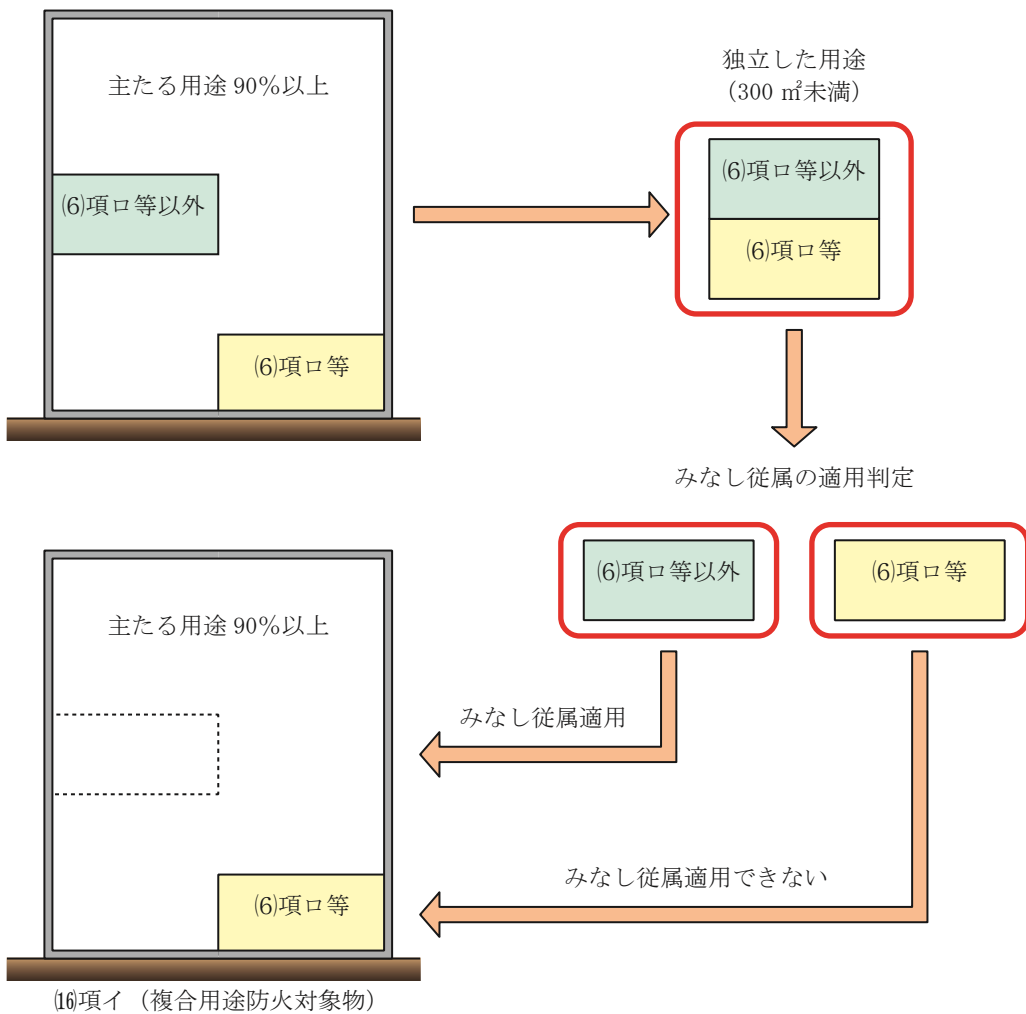 主たる用途 90%以上
⑹項ロ等以外
⑹項ロ等
独立した用途
(300 ㎡未満)
⑹項ロ等以外
⑹項ロ等
みなし従属の適用判定
⑹項ロ等以外
⑹項ロ等
主たる用途 90%以上
みなし従属適用
みなし従属適用できない
⑹項ロ等
⒃項イ(複合用途防火対象物)